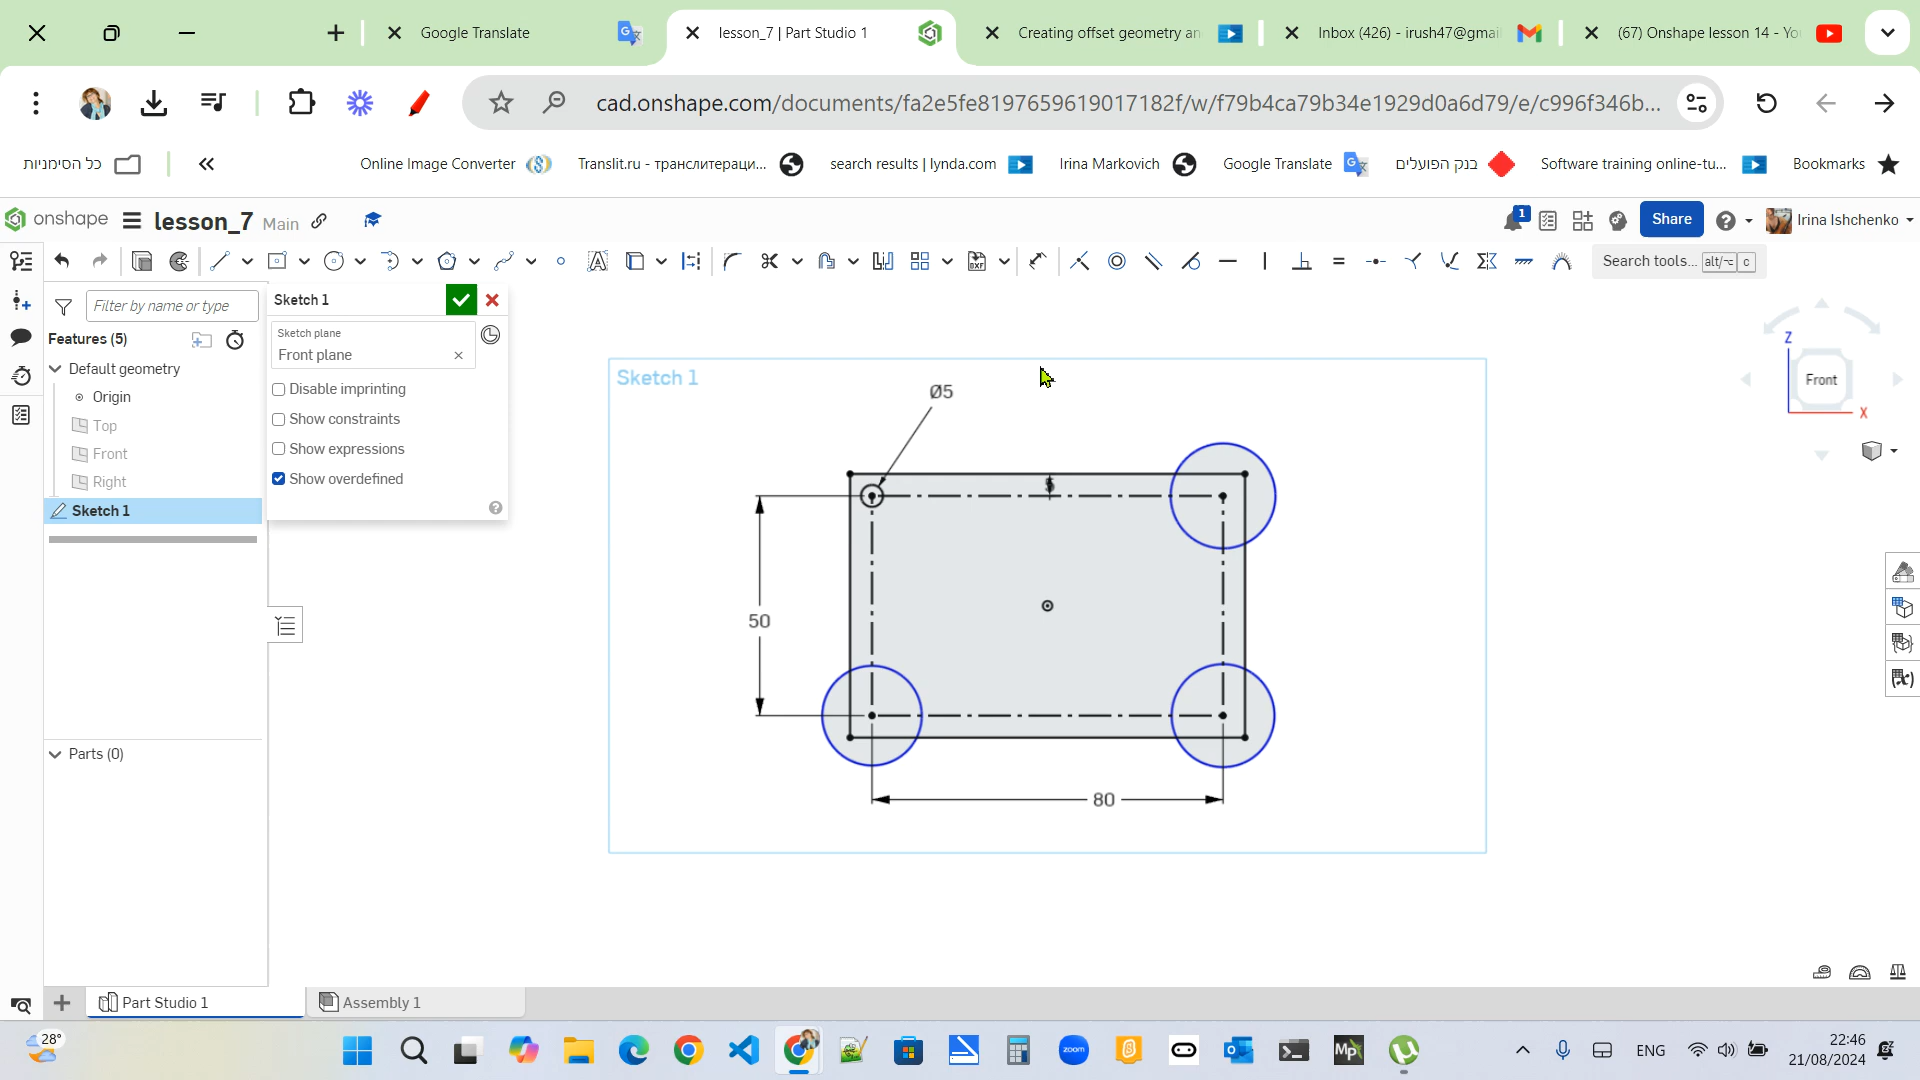 Google Translate
lesson_7 | Part Studio 1
Creating offset geometry an
Inbox (426) - irush47@gmai
(67) Onshape lesson 14 - Yo
cad.onshape.com/documents/fa2e5fe8197659619017182f/w/f79b4ca79b34e1929d0a6d79/e/c996f346b...
כל הסימניות
Online Image Converter
Translit.ru - транслитераци...
search results | lynda.com
Irina Markovich
Google Translate
בנק הפועלים
Software training online-tu...
Bookmarks
onshape
lesson_7 Main
1
Share
Irina Ishchenko
Search tools... alt/⌥ c
Filter by name or type
Features (5)
Default geometry
Origin
Top
Front
Right
Sketch 1
Parts (0)
Sketch 1
Sketch plane
Front plane
Disable imprinting
Show constraints
Show expressions
Show overdefined
Sketch 1
Ø5
5
50
80
Z
Front
X
Part Studio 1
Assembly 1
28°
zoom
ENG
22:46
21/08/2024